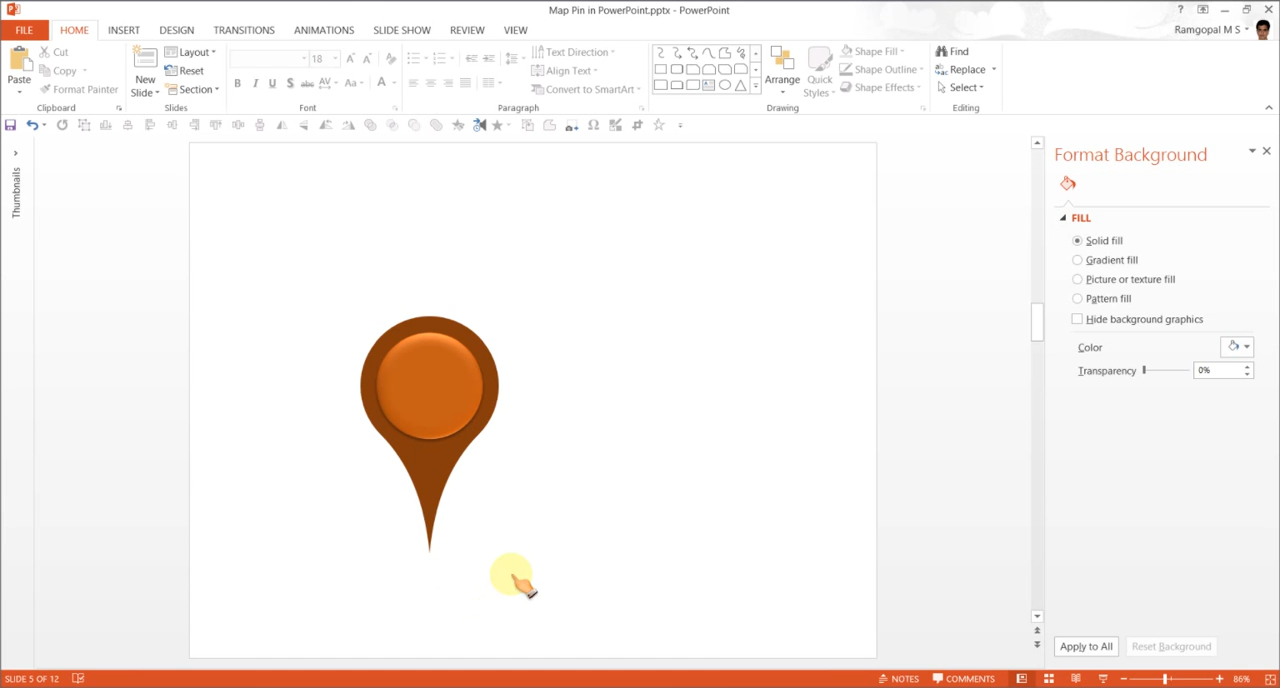 Map Pin in PowerPoint.pptx - PowerPoint
?
Ramgopal M S
FILE HOME INSERT DESIGN TRANSITIONS ANIMATIONS SLIDE SHOW REVIEW VIEW
Paste
Cut
Copy
Format Painter
Clipboard
New Slide
Layout
Reset
Section
Slides
18
B I U S abc AV Aa A
Font
Text Direction
Align Text
Convert to SmartArt
Paragraph
Arrange
Quick Styles
Shape Fill
Shape Outline
Shape Effects
Drawing
Find
Replace
Select
Editing
Thumbnails
Format Background
FILL
Solid fill
Gradient fill
Picture or texture fill
Pattern fill
Hide background graphics
Color
Transparency 0%
Apply to All Reset Background
SLIDE 5 OF 12
NOTES COMMENTS 86%